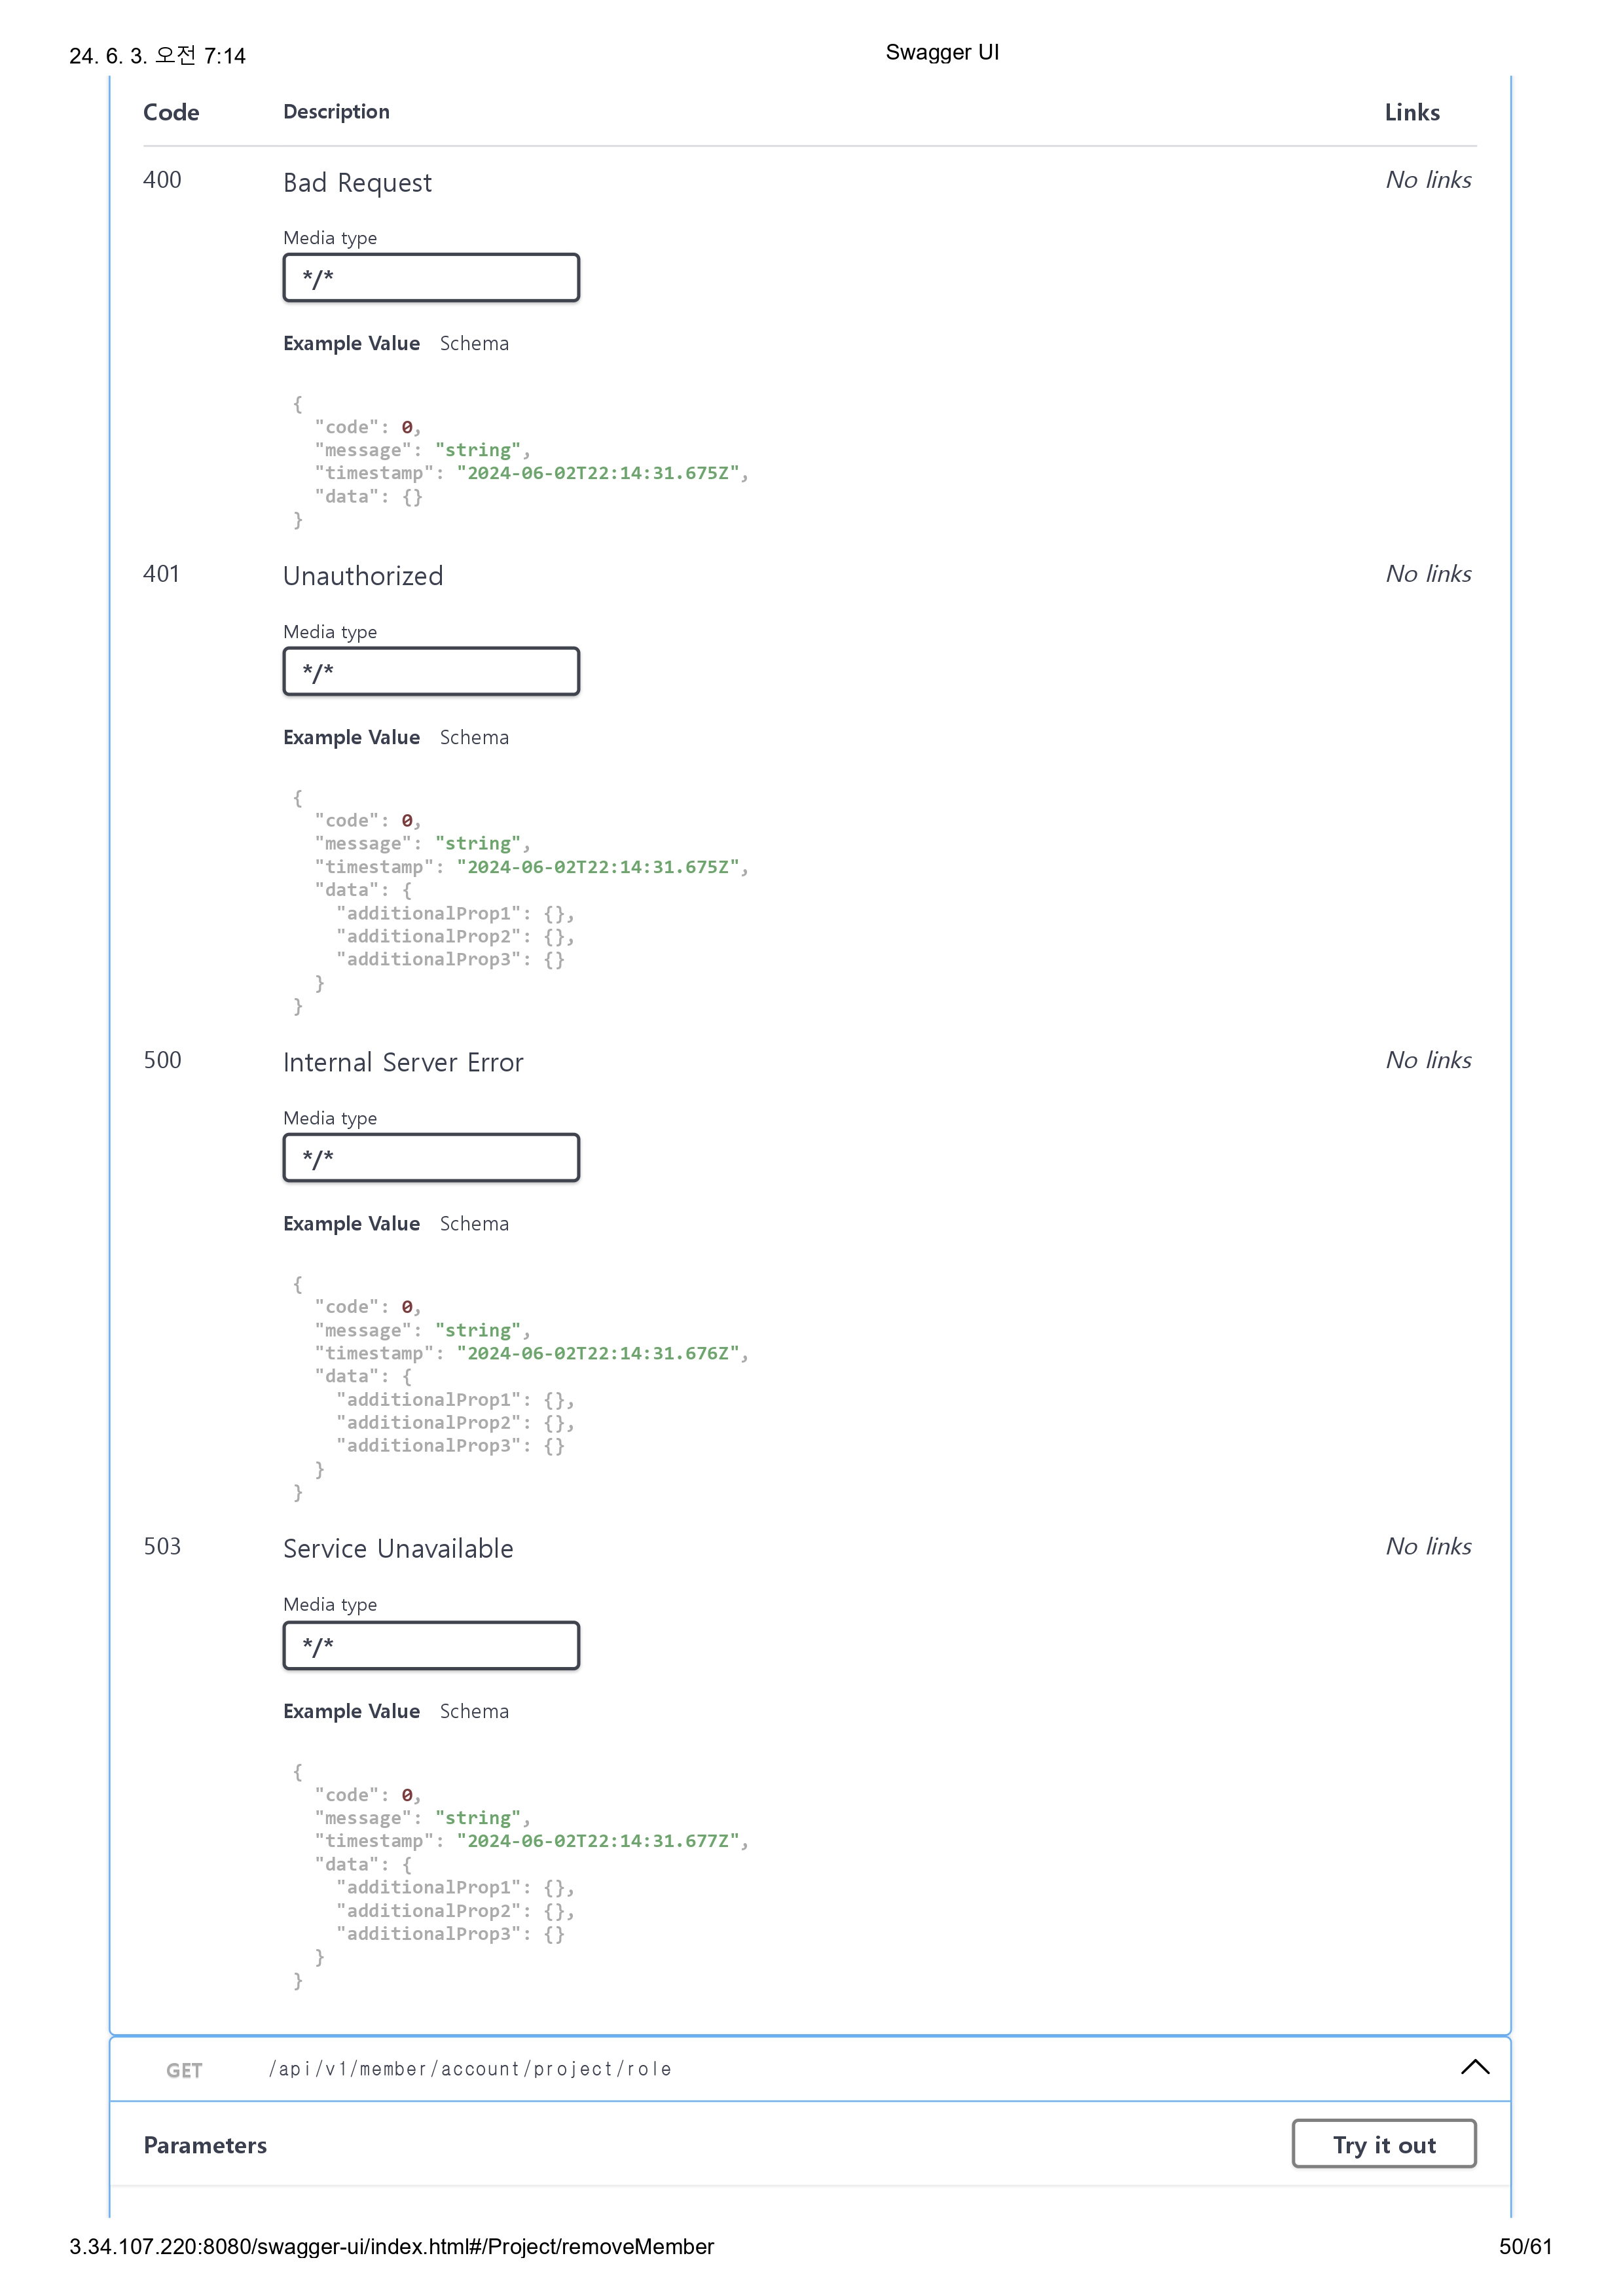 24. 6. 3. 오전 7:14 Swagger UI
Code Description Links
400 Bad Request No links
Media type
*/*
Example Value Schema
{
"code": 0,
"message": "string",
"timestamp": "2024-06-02T22:14:31.675Z",
"data": {}
}
401 Unauthorized No links
Media type
*/*
Example Value Schema
{
"code": 0,
"message": "string",
"timestamp": "2024-06-02T22:14:31.675Z",
"data": {
"additionalProp1": {},
"additionalProp2": {},
"additionalProp3": {}
}
}
500 Internal Server Error No links
Media type
*/*
Example Value Schema
{
"code": 0,
"message": "string",
"timestamp": "2024-06-02T22:14:31.676Z",
"data": {
"additionalProp1": {},
"additionalProp2": {},
"additionalProp3": {}
}
}
503 Service Unavailable No links
Media type
*/*
Example Value Schema
{
"code": 0,
"message": "string",
"timestamp": "2024-06-02T22:14:31.677Z",
"data": {
"additionalProp1": {},
"additionalProp2": {},
"additionalProp3": {}
}
}
GET /api/v1/member/account/project/role
Parameters Try it out
3.34.107.220:8080/swagger-ui/index.html#/Project/removeMember 50/61